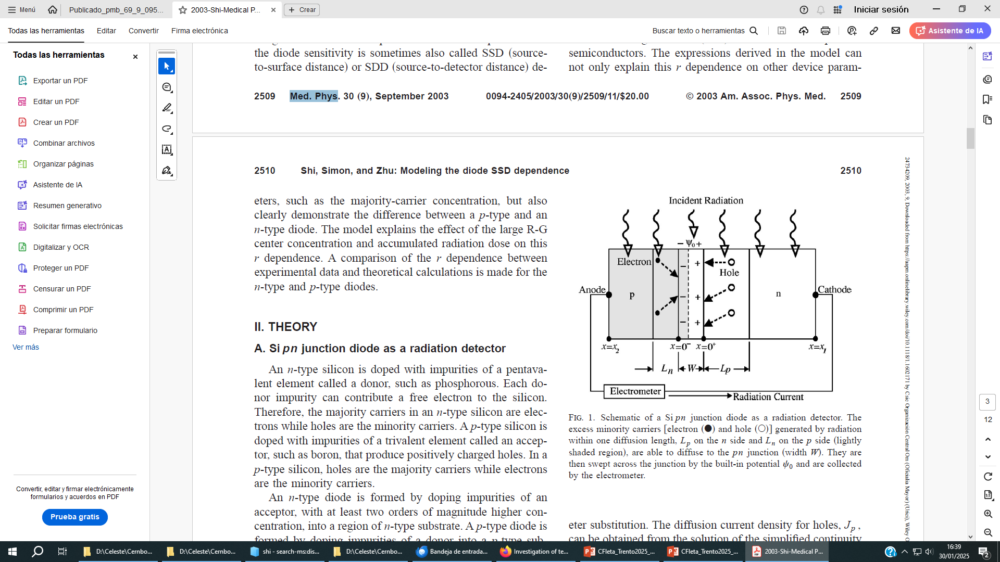 Menú
Publicado_pmb_69_9_095...
2003-Shi-Medical P...
Crear
Iniciar sesión
Todas las herramientas
Editar
Convertir
Firma electrónica
Buscar texto o herramientas
Asistente de IA
Todas las herramientas
Exportar un PDF
Editar un PDF
Crear un PDF
Combinar archivos
Organizar páginas
Asistente de IA
Resumen generativo
Solicitar firmas electrónicas
Digitalizar y OCR
Proteger un PDF
Censurar un PDF
Comprimir un PDF
Preparar formulario
Ver más
Convertir, editar y firmar electrónicamente
formularios y acuerdos en PDF
Prueba gratis
the diode sensitivity is sometimes also called SSD (source-
to-surface distance) or SDD (source-to-detector distance) de-
semiconductors. The expressions derived in the model can
not only explain this r dependence on other device param-
2509 Med. Phys. 30 (9), September 2003 0094-2405/2003/30(9)/2509/11/$20.00 © 2003 Am. Assoc. Phys. Med. 2509
2510 Shi, Simon, and Zhu: Modeling the diode SSD dependence 2510
eters, such as the majority-carrier concentration, but also
clearly demonstrate the difference between a p-type and an
n-type diode. The model explains the effect of the large R-G
center concentration and accumulated radiation dose on this
r dependence. A comparison of the r dependence between
experimental data and theoretical calculations is made for the
n-type and p-type diodes.
II. THEORY
A. Si pn junction diode as a radiation detector
An n-type silicon is doped with impurities of a pentava-
lent element called a donor, such as phosphorous. Each do-
nor impurity can contribute a free electron to the silicon.
Therefore, the majority carriers in an n-type silicon are elec-
trons while holes are the minority carriers. A p-type silicon is
doped with impurities of a trivalent element called an accep-
tor, such as boron, that produce positively charged holes. In a
p-type silicon, holes are the majority carriers while electrons
are the minority carriers.
An n-type diode is formed by doping impurities of an
acceptor, with at least two orders of magnitude higher con-
centration, into a region of n-type substrate. A p-type diode is
formed by doping impurities of a donor into a p-type sub-
Incident Radiation
− ψ₀ +
Electron
− +
Hole
Anode
p
− +
n
Cathode
− +
x=x₂ x=0⁻ x=0⁺ x=x₁
Lₙ W Lₚ
Electrometer
Radiation Current
FIG. 1. Schematic of a Si pn junction diode as a radiation detector. The
excess minority carriers [electron (●) and hole (○)] generated by radiation
within one diffusion length, Lₚ on the n side and Lₙ on the p side (lightly
shaded region), are able to diffuse to the pn junction (width W). They are
then swept across the junction by the built-in potential ψ₀ and are collected
by the electrometer.
eter substitution. The diffusion current density for holes, Jₚ,
can be obtained from the solution of the simplified continuity
24734209, 2003, 9, Downloaded from https://aapm.onlinelibrary.wiley.com/doi/10.1118/1.1602171 by Csic Organización Central Om (Oficialia Mayor) (Urici), Wiley O
3
12
D:\Celeste\Cernbo...
D:\Celeste\Cernbo...
shi - search-ms:dis...
D:\Celeste\Cernbo...
Bandeja de entrada...
Investigation of te...
CFleta_Trento2025_...
CFleta_Trento2025_...
2003-Shi-Medical P...
16:39
30/01/2025
2